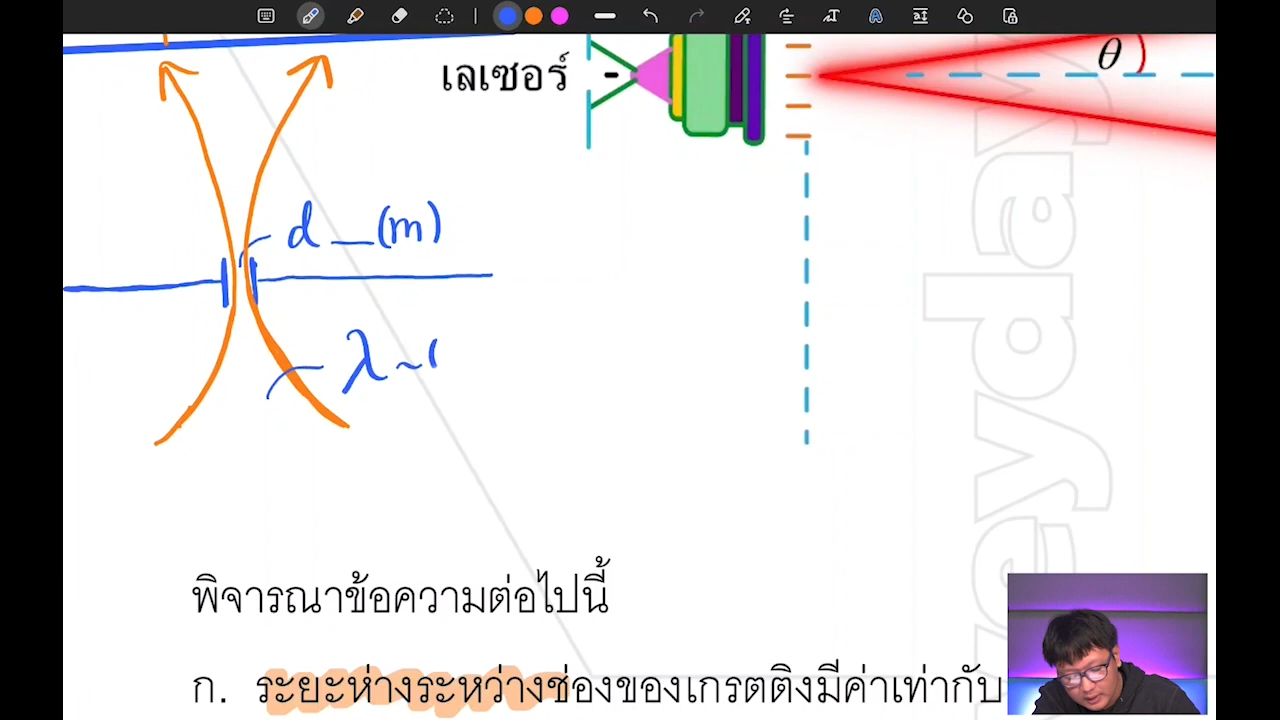 เลเซอร์
θ
d _(m)
λ ~
พิจารณาข้อความต่อไปนี้
ก. ระยะห่างระหว่างช่องของเกรตติงมีค่าเท่ากับ